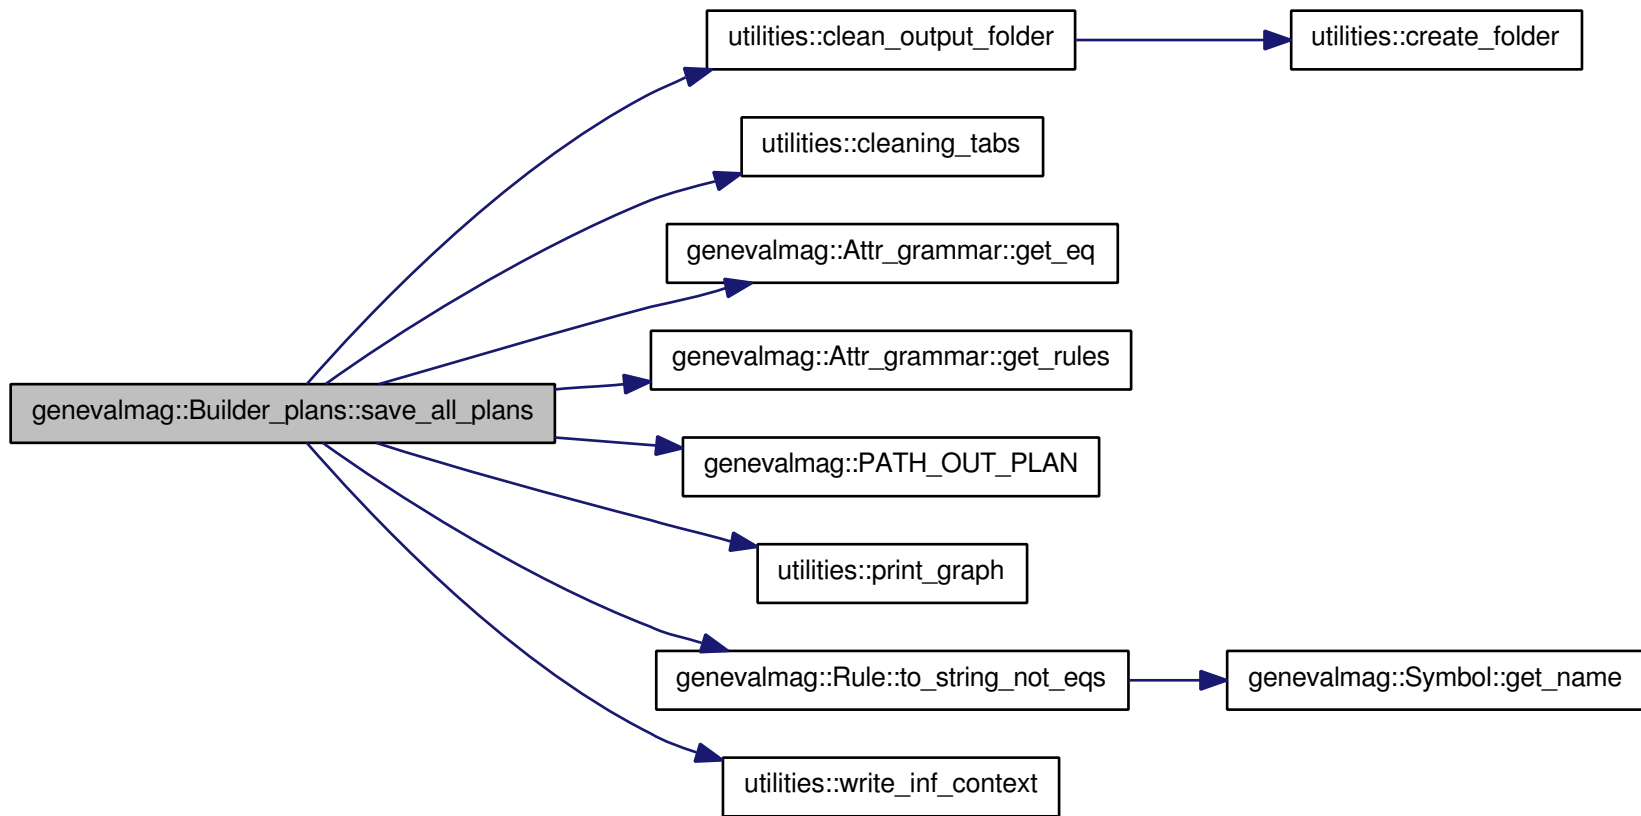 utilities::clean_output_folder
utilities::create_folder
utilities::cleaning_tabs
genevalmag::Attr_grammar::get_eq
genevalmag::Attr_grammar::get_rules
genevalmag::Builder_plans::save_all_plans
genevalmag::PATH_OUT_PLAN
utilities::print_graph
genevalmag::Rule::to_string_not_eqs
genevalmag::Symbol::get_name
utilities::write_inf_context